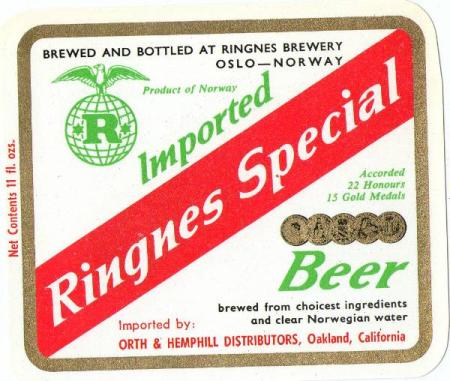 BREWED AND BOTTLED AT RINGNES BREWERY
OSLO—NORWAY
Product of Norway
R
Imported
Ringnes Special
Accorded
22 Honours
15 Gold Medals
Beer
brewed from choicest ingredients
and clear Norwegian water
Imported by:
ORTH & HEMPHILL DISTRIBUTORS, Oakland, California
Net Contents 11 fl. ozs.